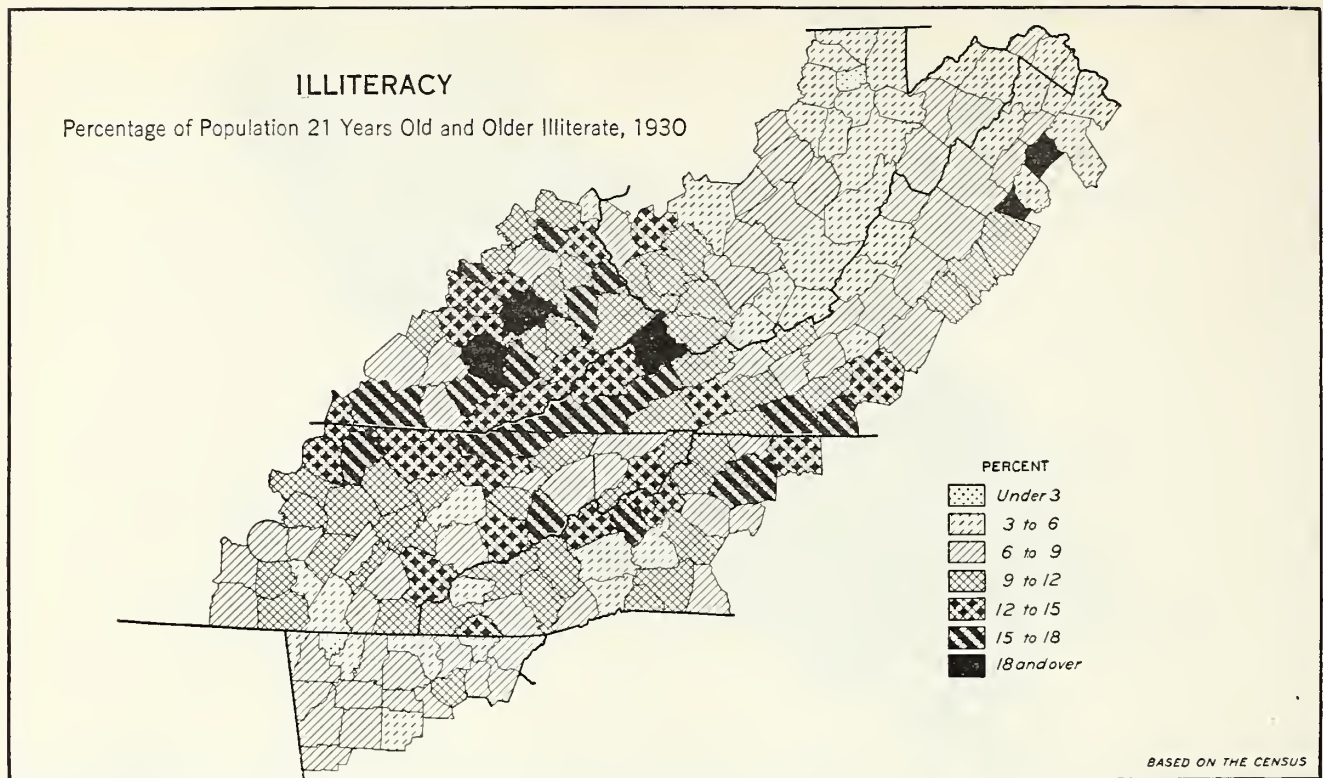 ILLITERACY
Percentage of Population 21 Years Old and Older Illiterate, 1930
PERCENT
Under 3
3 to 6
6 to 9
9 to 12
12 to 15
15 to 18
18 and over
BASED ON THE CENSUS